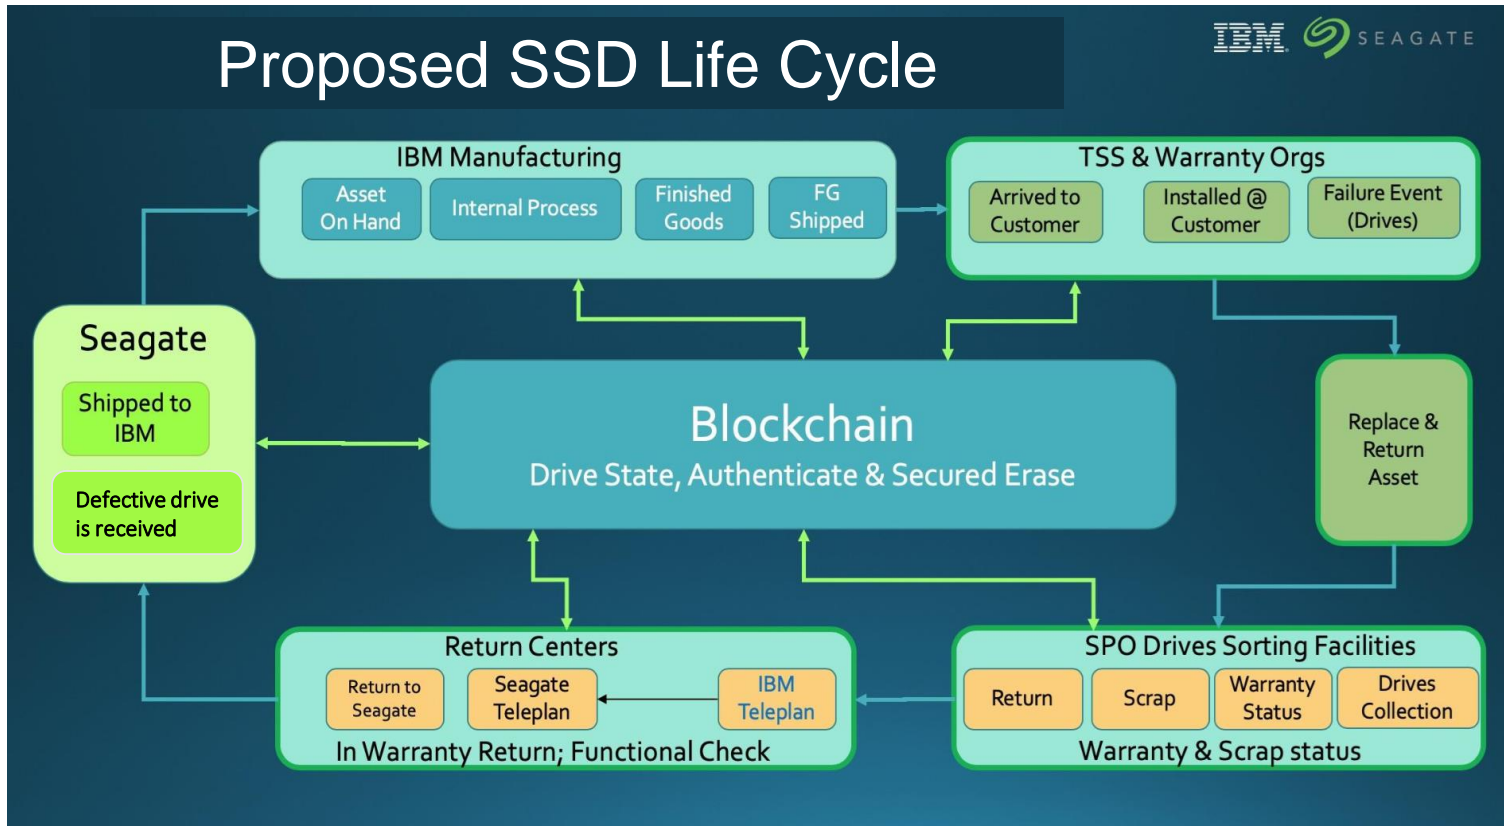 Proposed SSD Life Cycle
IBM
SEAGATE
IBM Manufacturing
Asset
On Hand
Internal Process
Finished
Goods
FG
Shipped
TSS & Warranty Orgs
Arrived to
Customer
Installed @
Customer
Failure Event
(Drives)
Seagate
Shipped to
IBM
Defective drive
is received
Blockchain
Drive State, Authenticate & Secured Erase
Replace &
Return
Asset
Return Centers
Return to
Seagate
Seagate
Teleplan
IBM
Teleplan
In Warranty Return; Functional Check
SPO Drives Sorting Facilities
Return
Scrap
Warranty
Status
Drives
Collection
Warranty & Scrap status